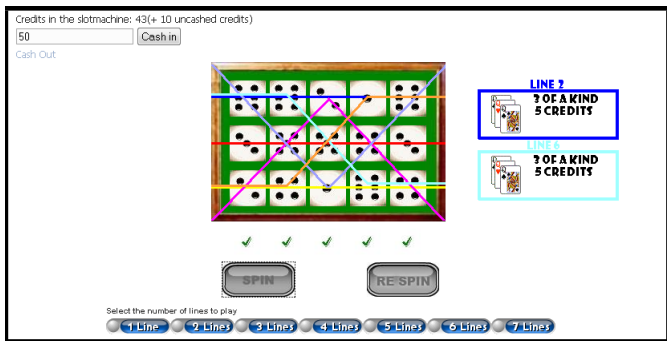 Credits in the slotmachine: 43(+ 10 uncashed credits)
50 Cash in
Cash Out
LINE 2
3 OF A KIND
5 CREDITS
LINE 6
3 OF A KIND
5 CREDITS
SPIN RE SPIN
Select the number of lines to play
1 Line 2 Lines 3 Lines 4 Lines 5 Lines 6 Lines 7 Lines